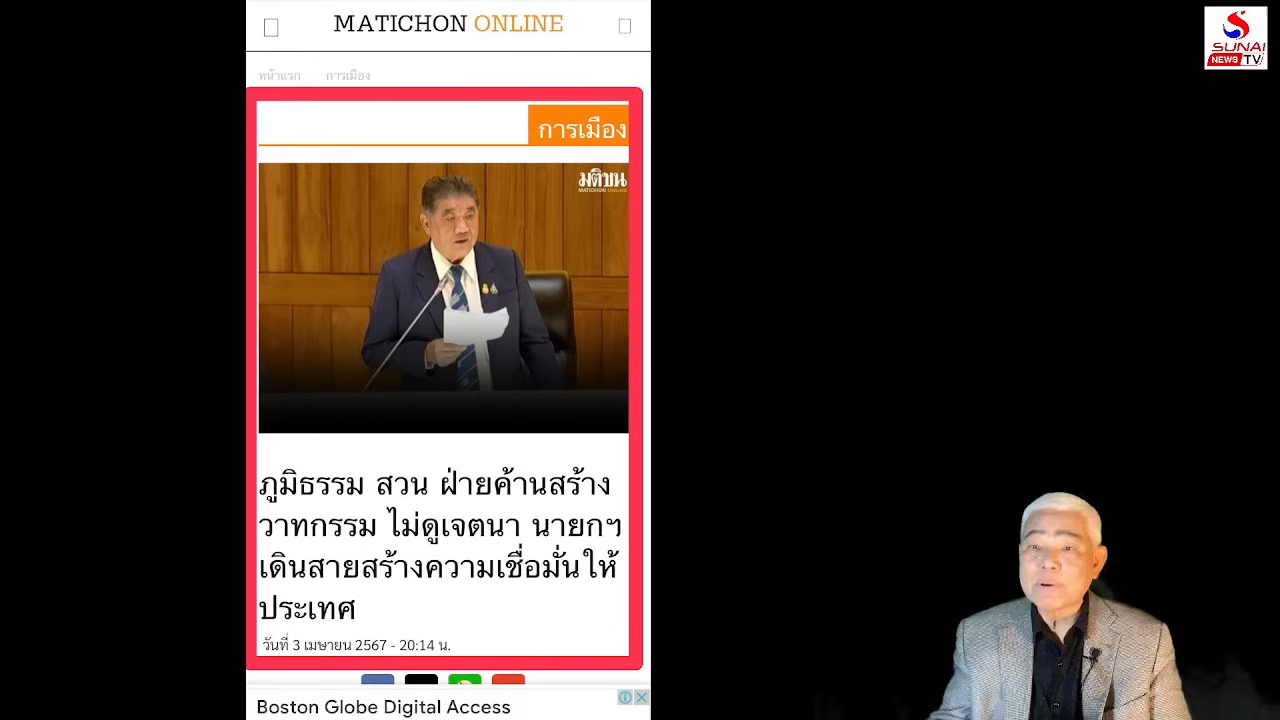 MATICHON ONLINE
SUNAI
NEWS TV
หน้าแรก การเมือง
การเมือง
มติชน
MATICHON ONLINE
ภูมิธรรม สวน ฝ่ายค้านสร้าง
วาทกรรม ไม่ดูเจตนา นายกฯ
เดินสายสร้างความเชื่อมั่นให้
ประเทศ
วันที่ 3 เมษายน 2567 - 20:14 น.
Boston Globe Digital Access